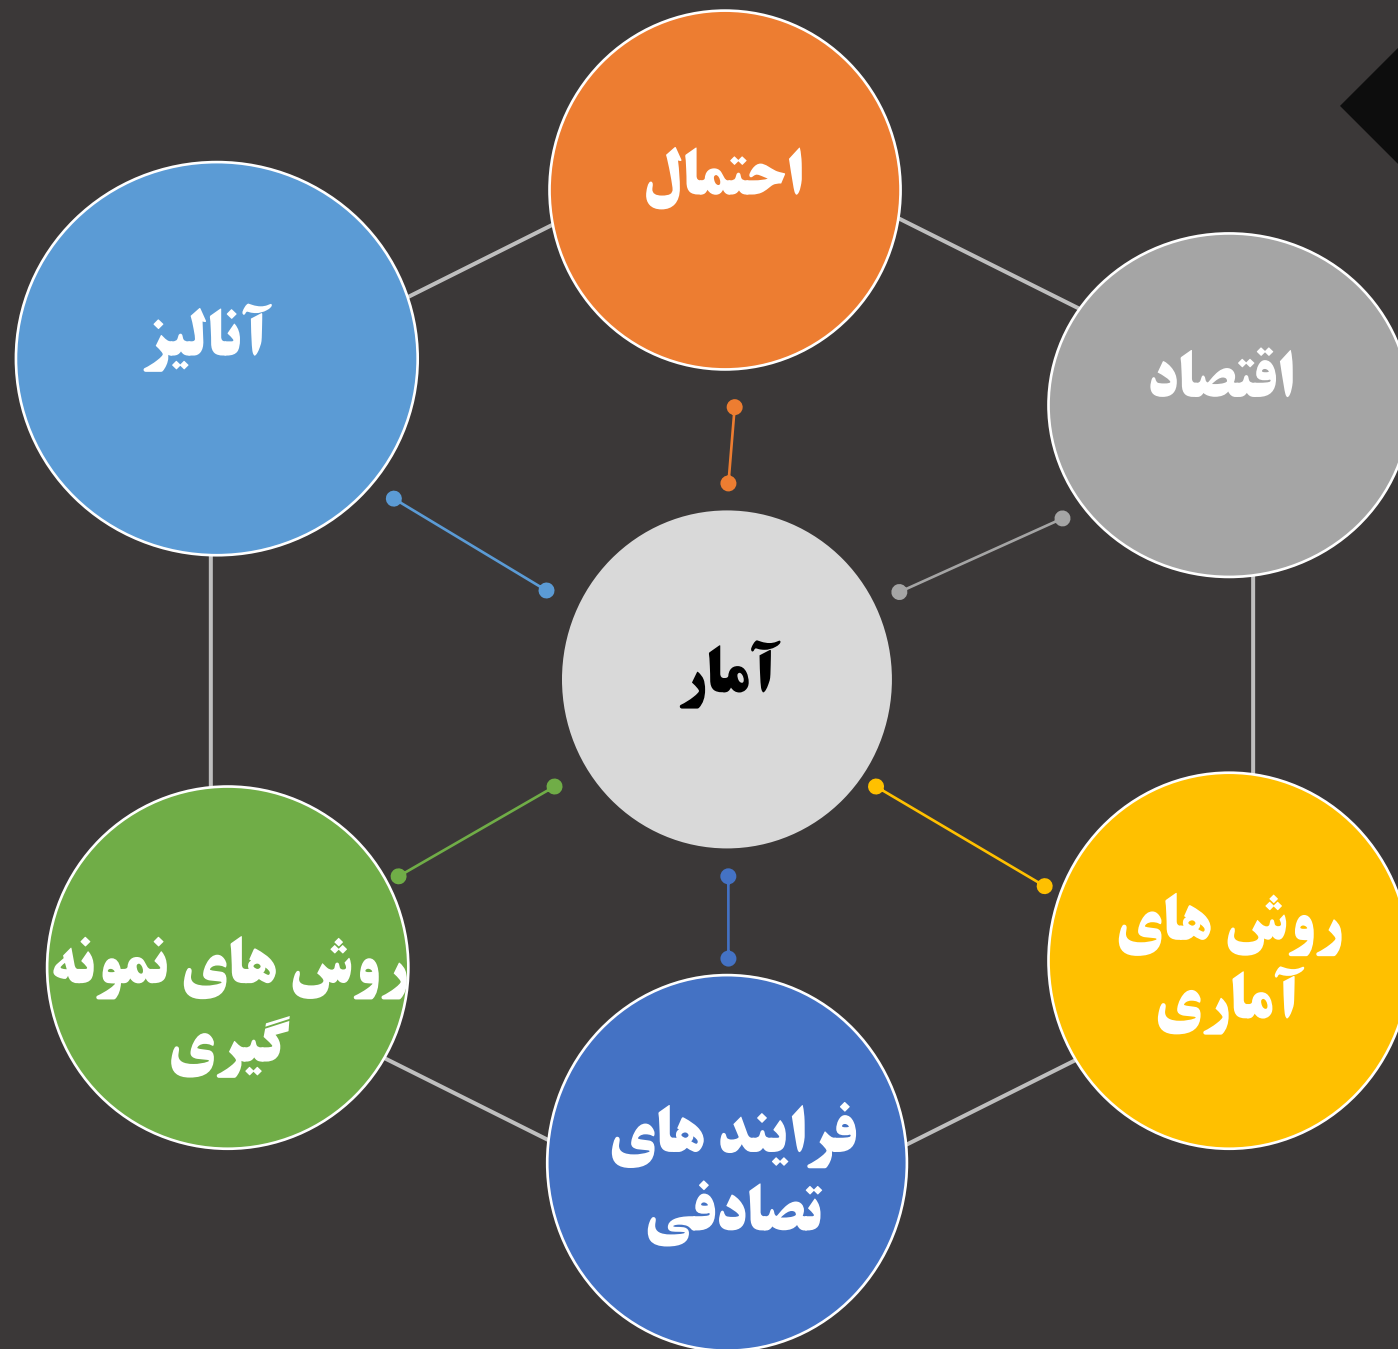 احتمال
آنالیز
اقتصاد
آمار
روش های
آماری
روش های نمونه
گیری
فرایند های
تصادفی